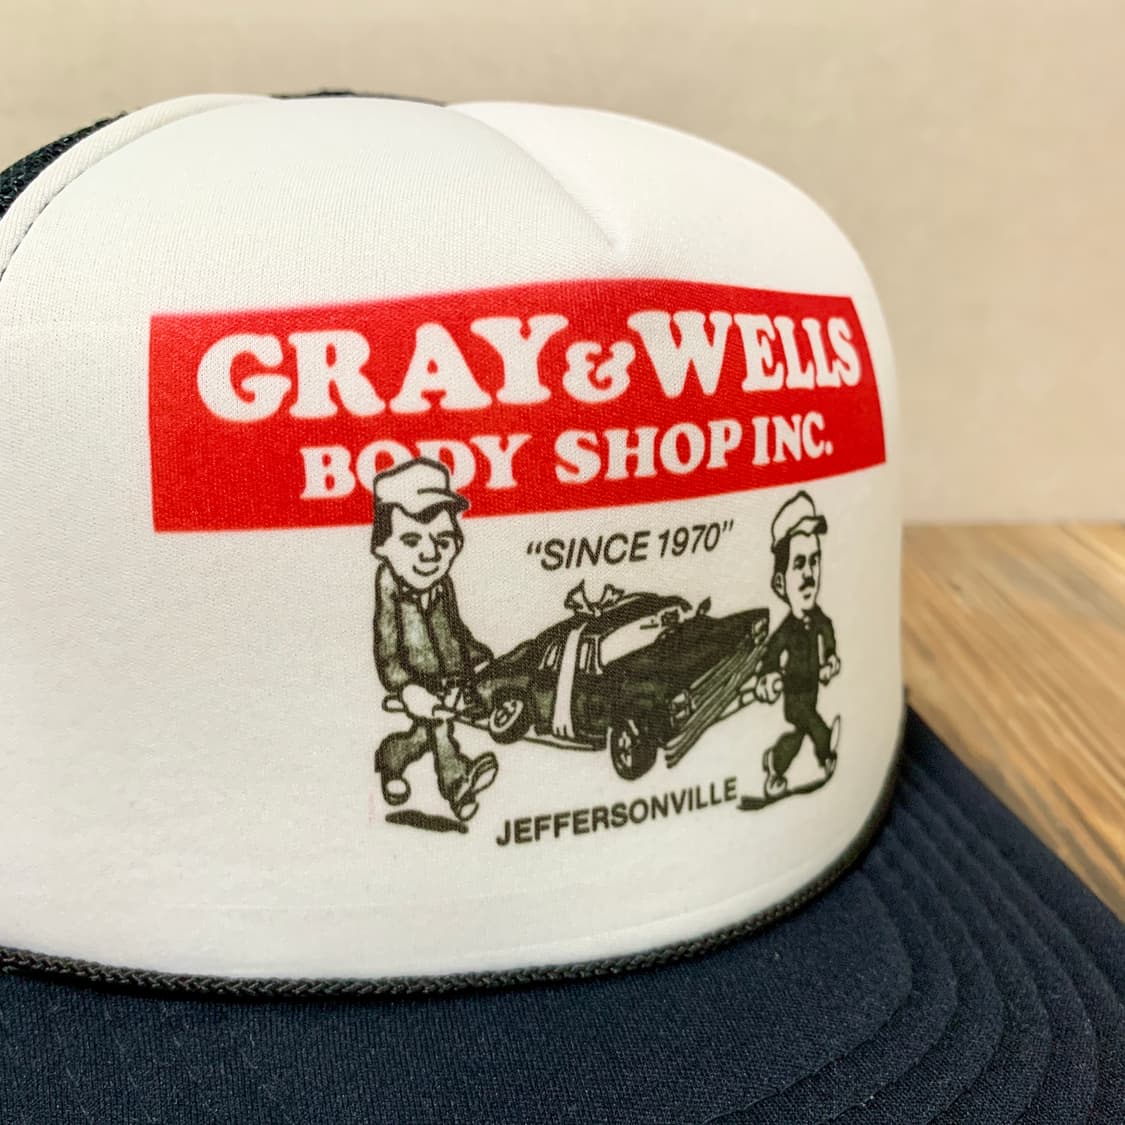 GRAY & WELLS
BODY SHOP INC.
"SINCE 1970"
JEFFERSONVILLE